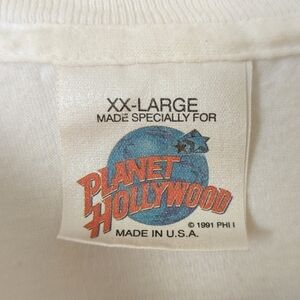 XX-LARGE
MADE SPECIALLY FOR
PLANET
HOLLYWOOD
© 1991 PHI I
MADE IN U.S.A.